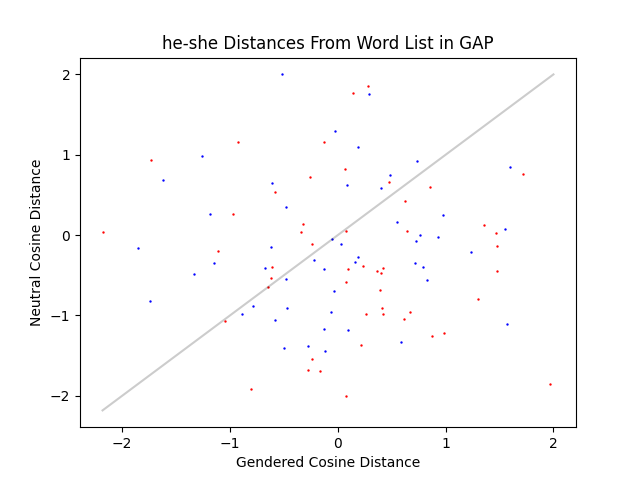 he-she Distances From Word List in GAP
2
1
0
−1
−2
Neutral Cosine Distance
−2 −1 0 1 2
Gendered Cosine Distance